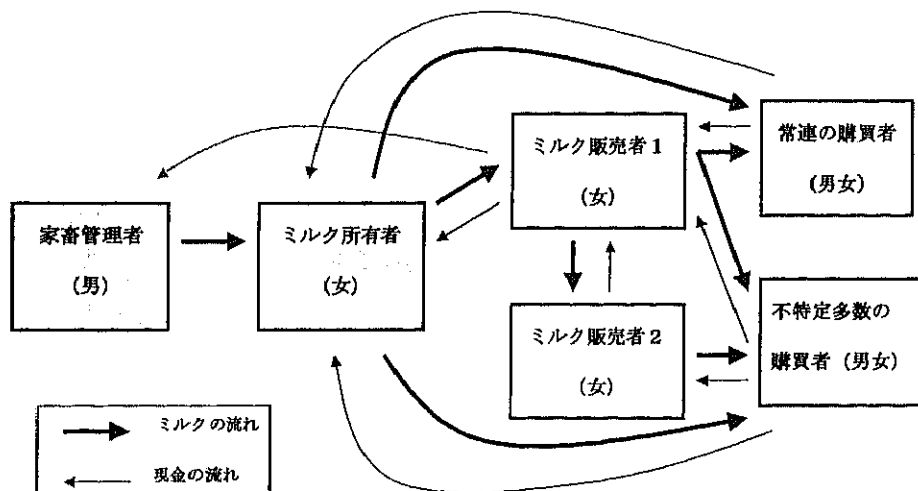 家畜管理者
(男)
ミルク所有者
(女)
ミルク販売者1
(女)
ミルク販売者2
(女)
常連の購買者
(男女)
不特定多数の
購買者(男女)
ミルクの流れ
現金の流れ